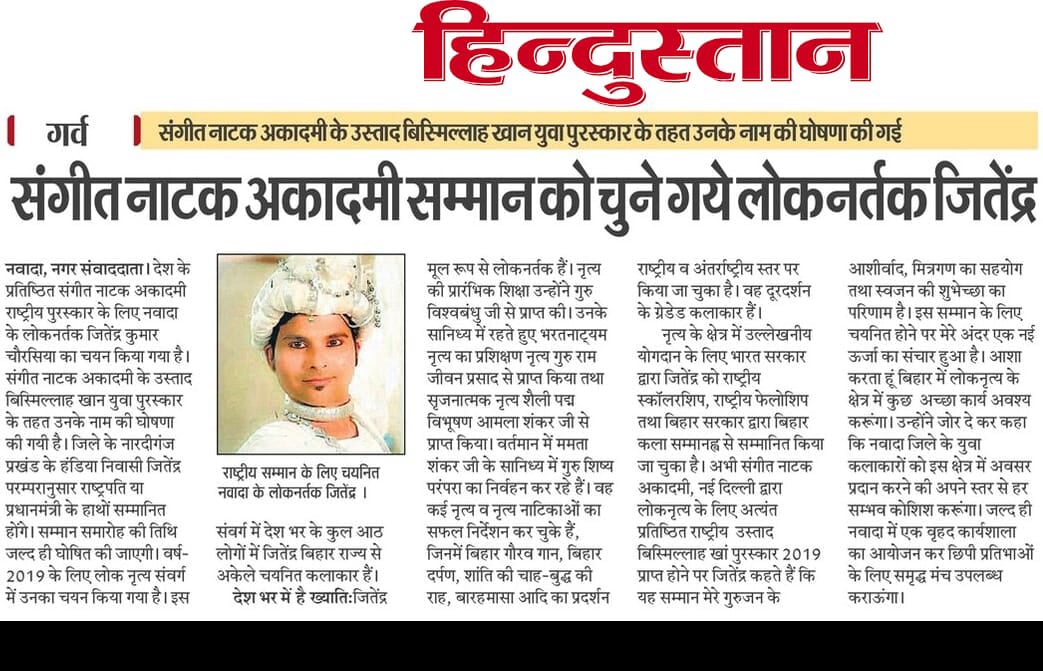 हिन्दुस्तान
गर्व
संगीत नाटक अकादमी के उस्ताद बिस्मिल्लाह खान युवा पुरस्कार के तहत उनके नाम की घोषणा की गई
संगीत नाटक अकादमी सम्मान को चुने गये लोकनर्तक जितेंद्र
नवादा, नगर संवाददाता। देश के
प्रतिष्ठित संगीत नाटक अकादमी
राष्ट्रीय पुरस्कार के लिए नवादा
के लोकनर्तक जितेंद्र कुमार
चौरसिया का चयन किया गया है।
संगीत नाटक अकादमी के उस्ताद
बिस्मिल्लाह खान युवा पुरस्कार
के तहत उनके नाम की घोषणा
की गयी है। जिले के नारदीगंज
प्रखंड के हंडिया निवासी जितेंद्र
परम्परानुसार राष्ट्रपति या
प्रधानमंत्री के हाथों सम्मानित
होंगे। सम्मान समारोह की तिथि
जल्द ही घोषित की जाएगी। वर्ष-
2019 के लिए लोक नृत्य संवर्ग
में उनका चयन किया गया है। इस
राष्ट्रीय सम्मान के लिए चयनित
नवादा के लोकनर्तक जितेंद्र ।
संवर्ग में देश भर के कुल आठ
लोगों में जितेंद्र बिहार राज्य से
अकेले चयनित कलाकार हैं।
देश भर में है ख्याति:जितेंद्र
मूल रूप से लोकनर्तक हैं। नृत्य
की प्रारंभिक शिक्षा उन्होंने गुरु
विश्वबंधु जी से प्राप्त की। उनके
सानिध्य में रहते हुए भरतनाट्यम
नृत्य का प्रशिक्षण नृत्य गुरु राम
जीवन प्रसाद से प्राप्त किया तथा
सृजनात्मक नृत्य शैली पद्म
विभूषण आमला शंकर जी से
प्राप्त किया। वर्तमान में ममता
शंकर जी के सानिध्य में गुरु शिष्य
परंपरा का निर्वहन कर रहे हैं। वह
कई नृत्य व नृत्य नाटिकाओं का
सफल निर्देशन कर चुके हैं,
जिनमें बिहार गौरव गान, बिहार
दर्पण, शांति की चाह-बुद्ध की
राह, बारहमासा आदि का प्रदर्शन
राष्ट्रीय व अंतर्राष्ट्रीय स्तर पर
किया जा चुका है। वह दूरदर्शन
के ग्रेडेड कलाकार हैं।
नृत्य के क्षेत्र में उल्लेखनीय
योगदान के लिए भारत सरकार
द्वारा जितेंद्र को राष्ट्रीय
स्कॉलरशिप, राष्ट्रीय फेलोशिप
तथा बिहार सरकार द्वारा बिहार
कला सम्मानह्न से सम्मानित किया
जा चुका है। अभी संगीत नाटक
अकादमी, नई दिल्ली द्वारा
लोकनृत्य के लिए अत्यंत
प्रतिष्ठित राष्ट्रीय  उस्ताद
बिस्मिल्लाह खां पुरस्कार 2019
प्राप्त होने पर जितेंद्र कहते हैं कि
यह सम्मान मेरे गुरुजन के
आशीर्वाद, मित्रगण का सहयोग
तथा स्वजन की शुभेच्छा का
परिणाम है। इस सम्मान के लिए
चयनित होने पर मेरे अंदर एक नई
ऊर्जा का संचार हुआ है। आशा
करता हूं बिहार में लोकनृत्य के
क्षेत्र में कुछ  अच्छा कार्य अवश्य
करूंगा। उन्होंने जोर दे कर कहा
कि नवादा जिले के युवा
कलाकारों को इस क्षेत्र में अवसर
प्रदान करने की अपने स्तर से हर
सम्भव कोशिश करूंगा। जल्द ही
नवादा में एक वृहद कार्यशाला
का आयोजन कर छिपी प्रतिभाओं
के लिए समृद्ध मंच उपलब्ध
कराऊंगा।